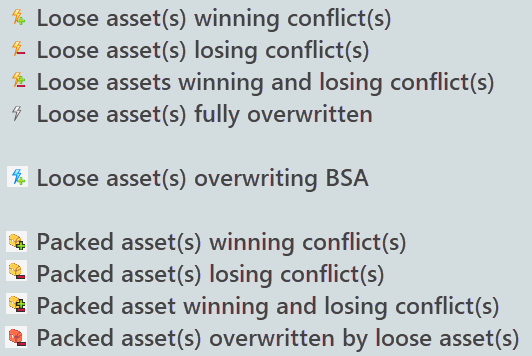 Loose asset(s) winning conflict(s)
Loose asset(s) losing conflict(s)
Loose assets winning and losing conflict(s)
Loose asset(s) fully overwritten
Loose asset(s) overwriting BSA
Packed asset(s) winning conflict(s)
Packed asset(s) losing conflict(s)
Packed asset winning and losing conflict(s)
Packed asset(s) overwritten by loose asset(s)